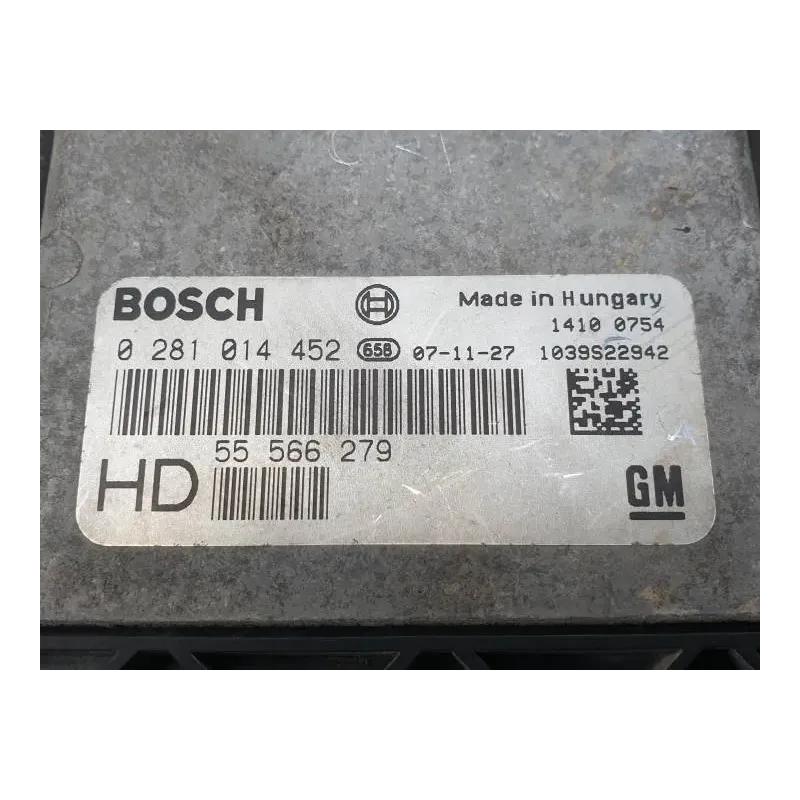 BOSCH Made in Hungary
1410 0754
0 281 014 452 658 07-11-27 1039S22942
55 566 279
HD
GM